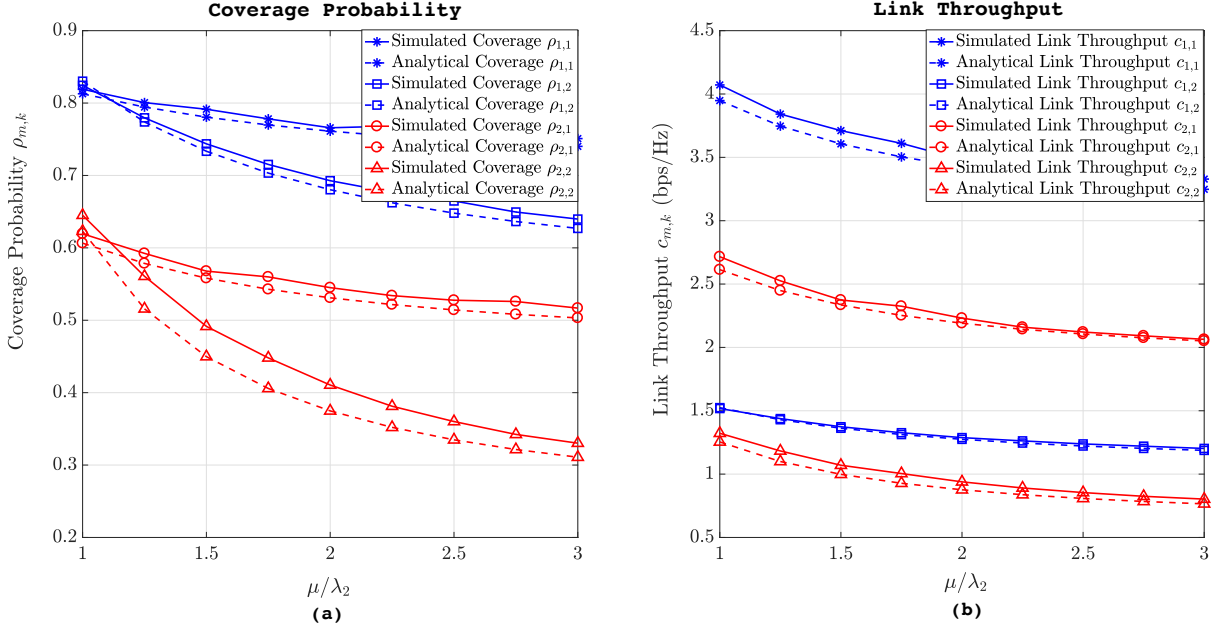 Coverage Probability
0.9
0.8
0.7
0.6
0.5
0.4
0.3
0.2
1
1.5
2
2.5
3
Coverage Probability ρm,k
μ/λ2
(a)
Simulated Coverage ρ1,1
Analytical Coverage ρ1,1
Simulated Coverage ρ1,2
Analytical Coverage ρ1,2
Simulated Coverage ρ2,1
Analytical Coverage ρ2,1
Simulated Coverage ρ2,2
Analytical Coverage ρ2,2
Link Throughput
4.5
4
3.5
3
2.5
2
1.5
1
0.5
1
1.5
2
2.5
3
Link Throughput cm,k (bps/Hz)
μ/λ2
(b)
Simulated Link Throughput c1,1
Analytical Link Throughput c1,1
Simulated Link Throughput c1,2
Analytical Link Throughput c1,2
Simulated Link Throughput c2,1
Analytical Link Throughput c2,1
Simulated Link Throughput c2,2
Analytical Link Throughput c2,2